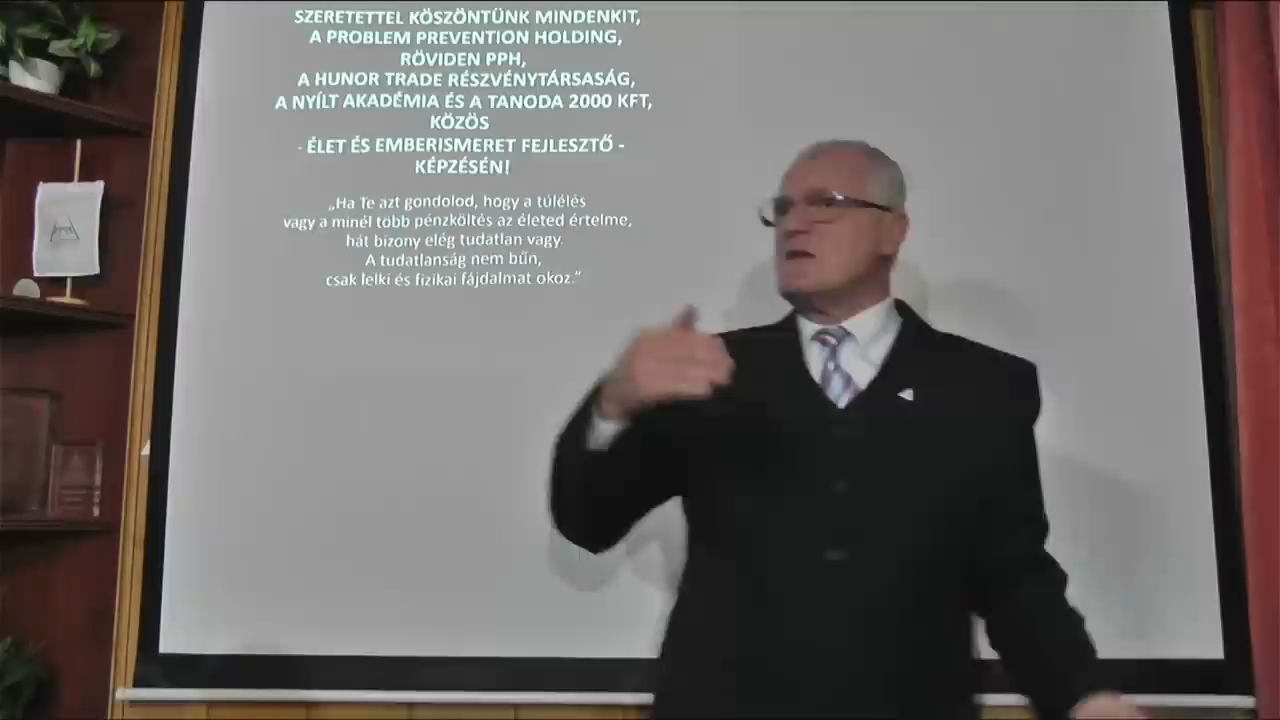 SZERETETTEL KÖSZÖNTÜNK MINDENKIT,
A PROBLEM PREVENTION HOLDING,
RÖVIDEN PPH,
A HUNOR TRADE RÉSZVÉNYTÁRSASÁG,
A NYÍLT AKADÉMIA ÉS A TANODA 2000 KFT,
KÖZÖS
- ÉLET ÉS EMBERISMERET FEJLESZTŐ -
KÉPZÉSÉN!
„Ha Te azt gondolod, hogy a túlélés
vagy a minél több pénzköltés az életed értelme,
hát bizony elég tudatlan vagy.
A tudatlanság nem bűn,
csak lelki és fizikai fájdalmat okoz.”